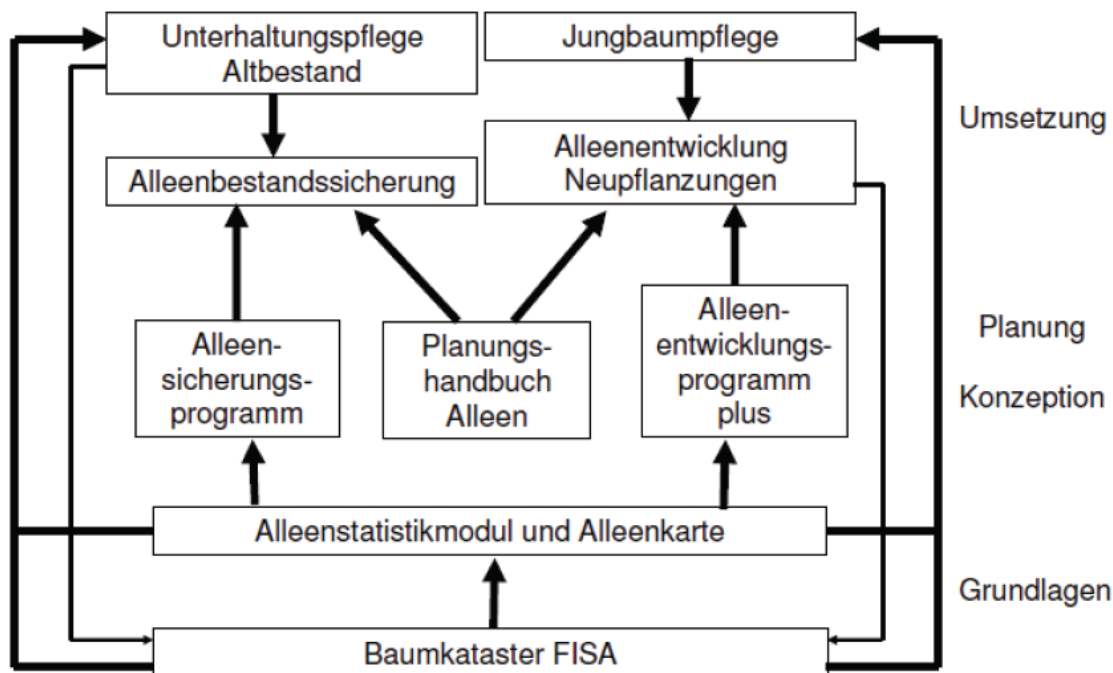 Unterhaltungspflege
Altbestand
Jungbaumpflege
Umsetzung
Alleenbestandssicherung
Alleenentwicklung
Neupflanzungen
Alleen-
sicherungs-
programm
Planungs-
handbuch
Alleen
Alleen-
entwicklungs-
programm
plus
Planung
Konzeption
Alleenstatistikmodul und Alleenkarte
Grundlagen
Baumkataster FISA